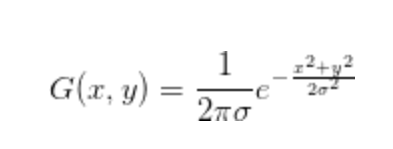 G(x, y) = \frac{1}{2\pi\sigma} e^{-\frac{x^2+y^2}{2\sigma^2}}